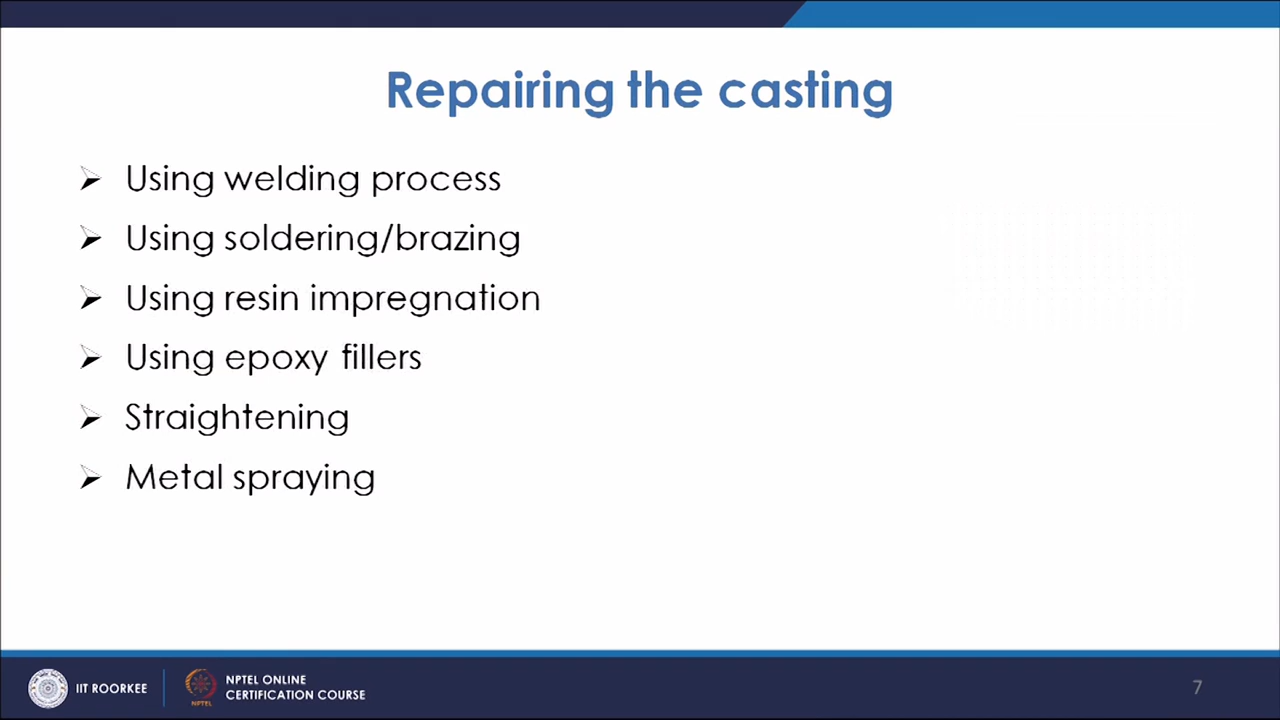 Repairing the casting
Using welding process
Using soldering/brazing
Using resin impregnation
Using epoxy fillers
Straightening
Metal spraying
IIT ROORKEE
NPTEL
NPTEL ONLINE
CERTIFICATION COURSE
7